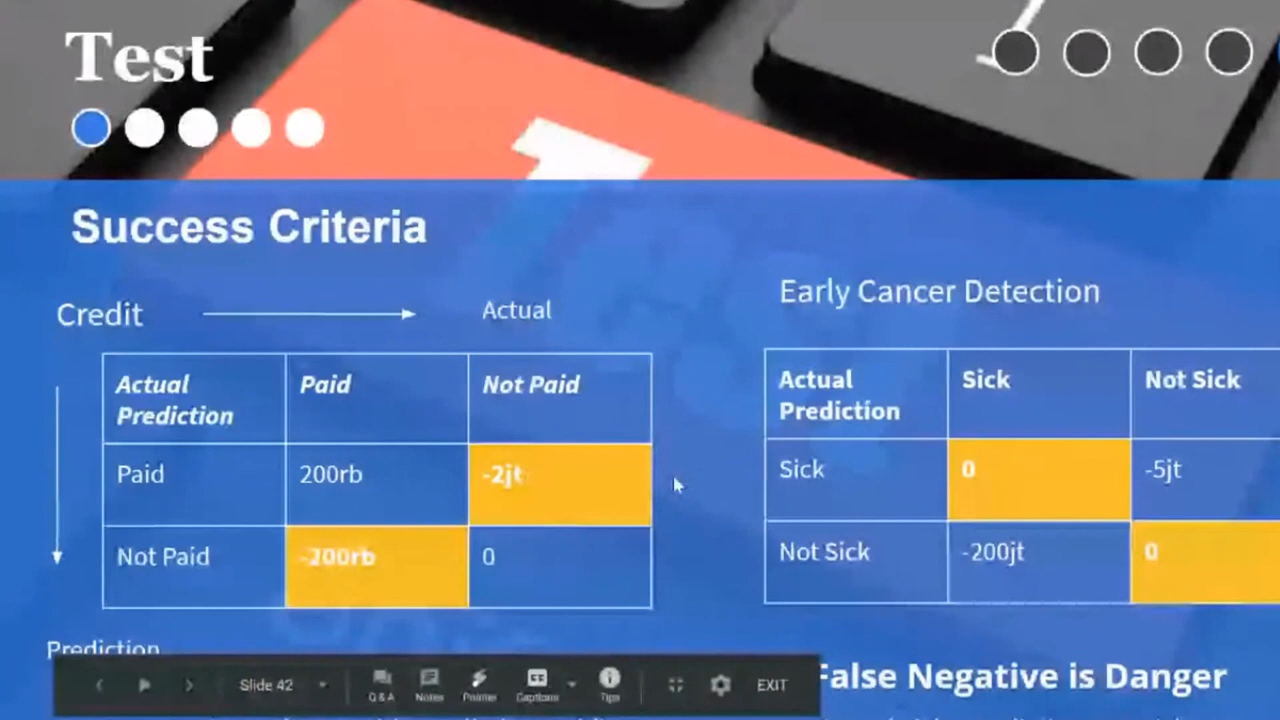 Test
Success Criteria
Credit
Actual
Actual Prediction
Paid
Not Paid
Paid
200rb
-2jt
Not Paid
-200rb
0
Prediction
Early Cancer Detection
Actual Prediction
Sick
Not Sick
Sick
0
-5jt
Not Sick
-200jt
0
False Negative is Danger
Slide 42
Q&A
Notes
Pointer
Captions
Tips
EXIT